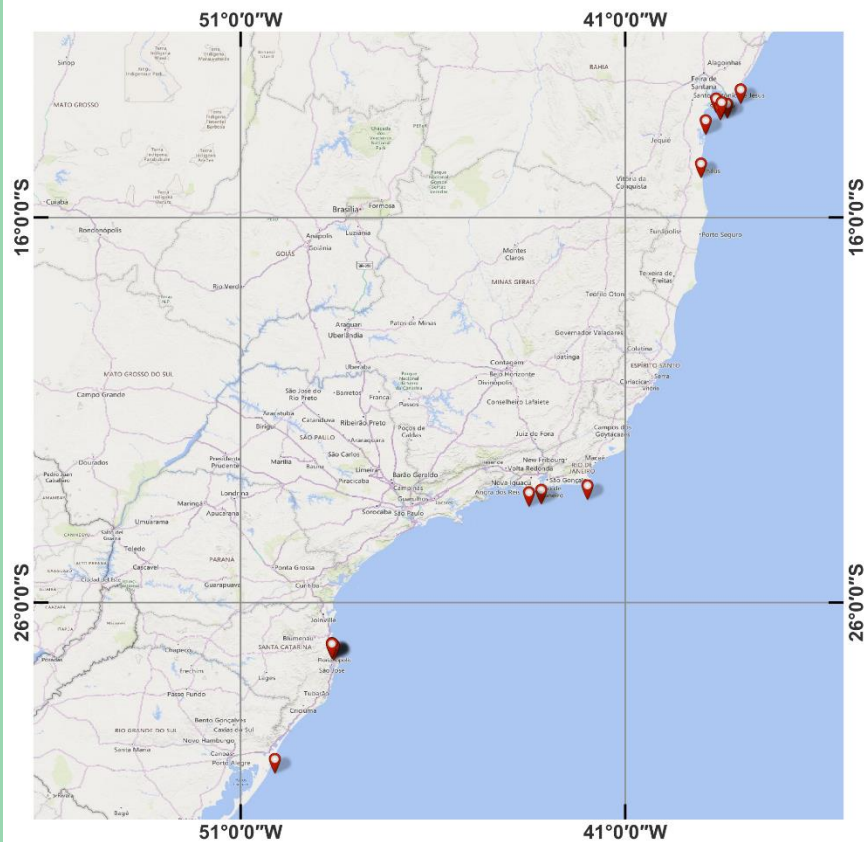 51°0'0"W 41°0'0"W
Sinop
Alagoinhas
BAHIA
Feira de Santana
MATO GROSSO
Jequié
Vitória da Conquista
Cuiabá
Brasília Formosa
16°0'0"S 16°0'0"S
Rondonópolis
Anápolis Luziânia
Goiânia
Porto Seguro
GOIÁS
Montes Claros
Teixeira de Freitas
Rio Verde
MINAS GERAIS
Teófilo Otoni
Araguari
Patos de Minas
Uberlândia
Governador Valadares
Ipatinga
Colatina
Uberaba
Contagem
ESPÍRITO SANTO
MATO GROSSO DO SUL
Belo Horizonte
Serra
Divinópolis
Campo Grande
São José do Rio Preto
Barretos
Franca
Passos
Conselheiro Lafaiete
Araçatuba
Catanduva
Ribeirão Preto
Birigui
Araraquara
Poços de Caldas
Juiz de Fora
Campos dos Goytacazes
SÃO PAULO
São Carlos
Dourados
Presidente Prudente
Marília
Bauru
Limeira
Barão Geraldo
Volta Redonda
Macaé
RIO DE JANEIRO
Londrina
Piracicaba
Campinas
Nova Iguaçu
São Gonçalo
Maringá
Guarulhos
Angra dos Reis
Umuarama
Apucarana
Sorocaba
São Paulo
Toledo
PARANÁ
Cascavel
Ponta Grossa
Guarapuava
Curitiba
26°0'0"S 26°0'0"S
Joinville
Blumenau
Chapecó
SANTA CATARINA
Erechim
São José
Lages
Passo Fundo
Tubarão
Criciúma
Bento Gonçalves
RIO GRANDE DO SUL
Caxias do Sul
Novo Hamburgo
Santa Maria
Canoas
Porto Alegre
Bagé
51°0'0"W 41°0'0"W